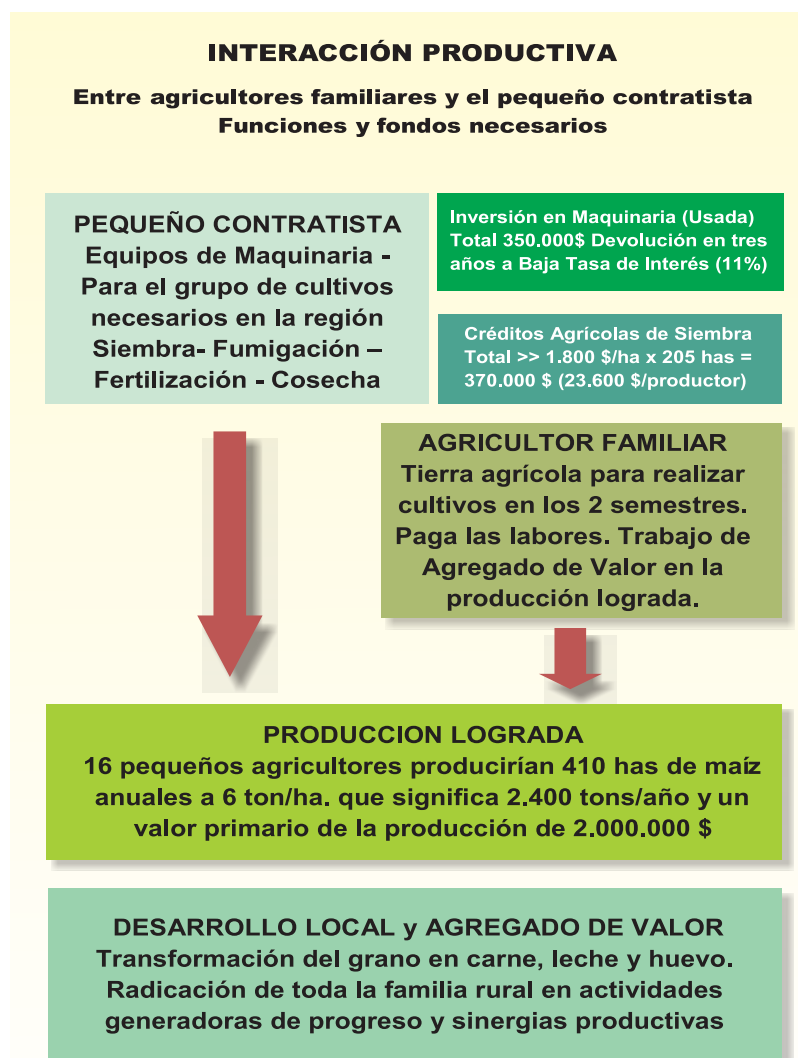 INTERACCIÓN PRODUCTIVA
Entre agricultores familiares y el pequeño contratista
Funciones y fondos necesarios
PEQUEÑO CONTRATISTA
Equipos de Maquinaria -
Para el grupo de cultivos
necesarios en la región
Siembra- Fumigación –
Fertilización - Cosecha
Inversión en Maquinaria (Usada)
Total 350.000$ Devolución en tres
años a Baja Tasa de Interés (11%)
Créditos Agrícolas de Siembra
Total >> 1.800 $/ha x 205 has =
370.000 $ (23.600 $/productor)
AGRICULTOR FAMILIAR
Tierra agrícola para realizar
cultivos en los 2 semestres.
Paga las labores. Trabajo de
Agregado de Valor en la
producción lograda.
PRODUCCION LOGRADA
16 pequeños agricultores producirían 410 has de maíz
anuales a 6 ton/ha. que significa 2.400 tons/año y un
valor primario de la producción de 2.000.000 $
DESARROLLO LOCAL y AGREGADO DE VALOR
Transformación del grano en carne, leche y huevo.
Radicación de toda la familia rural en actividades
generadoras de progreso y sinergias productivas